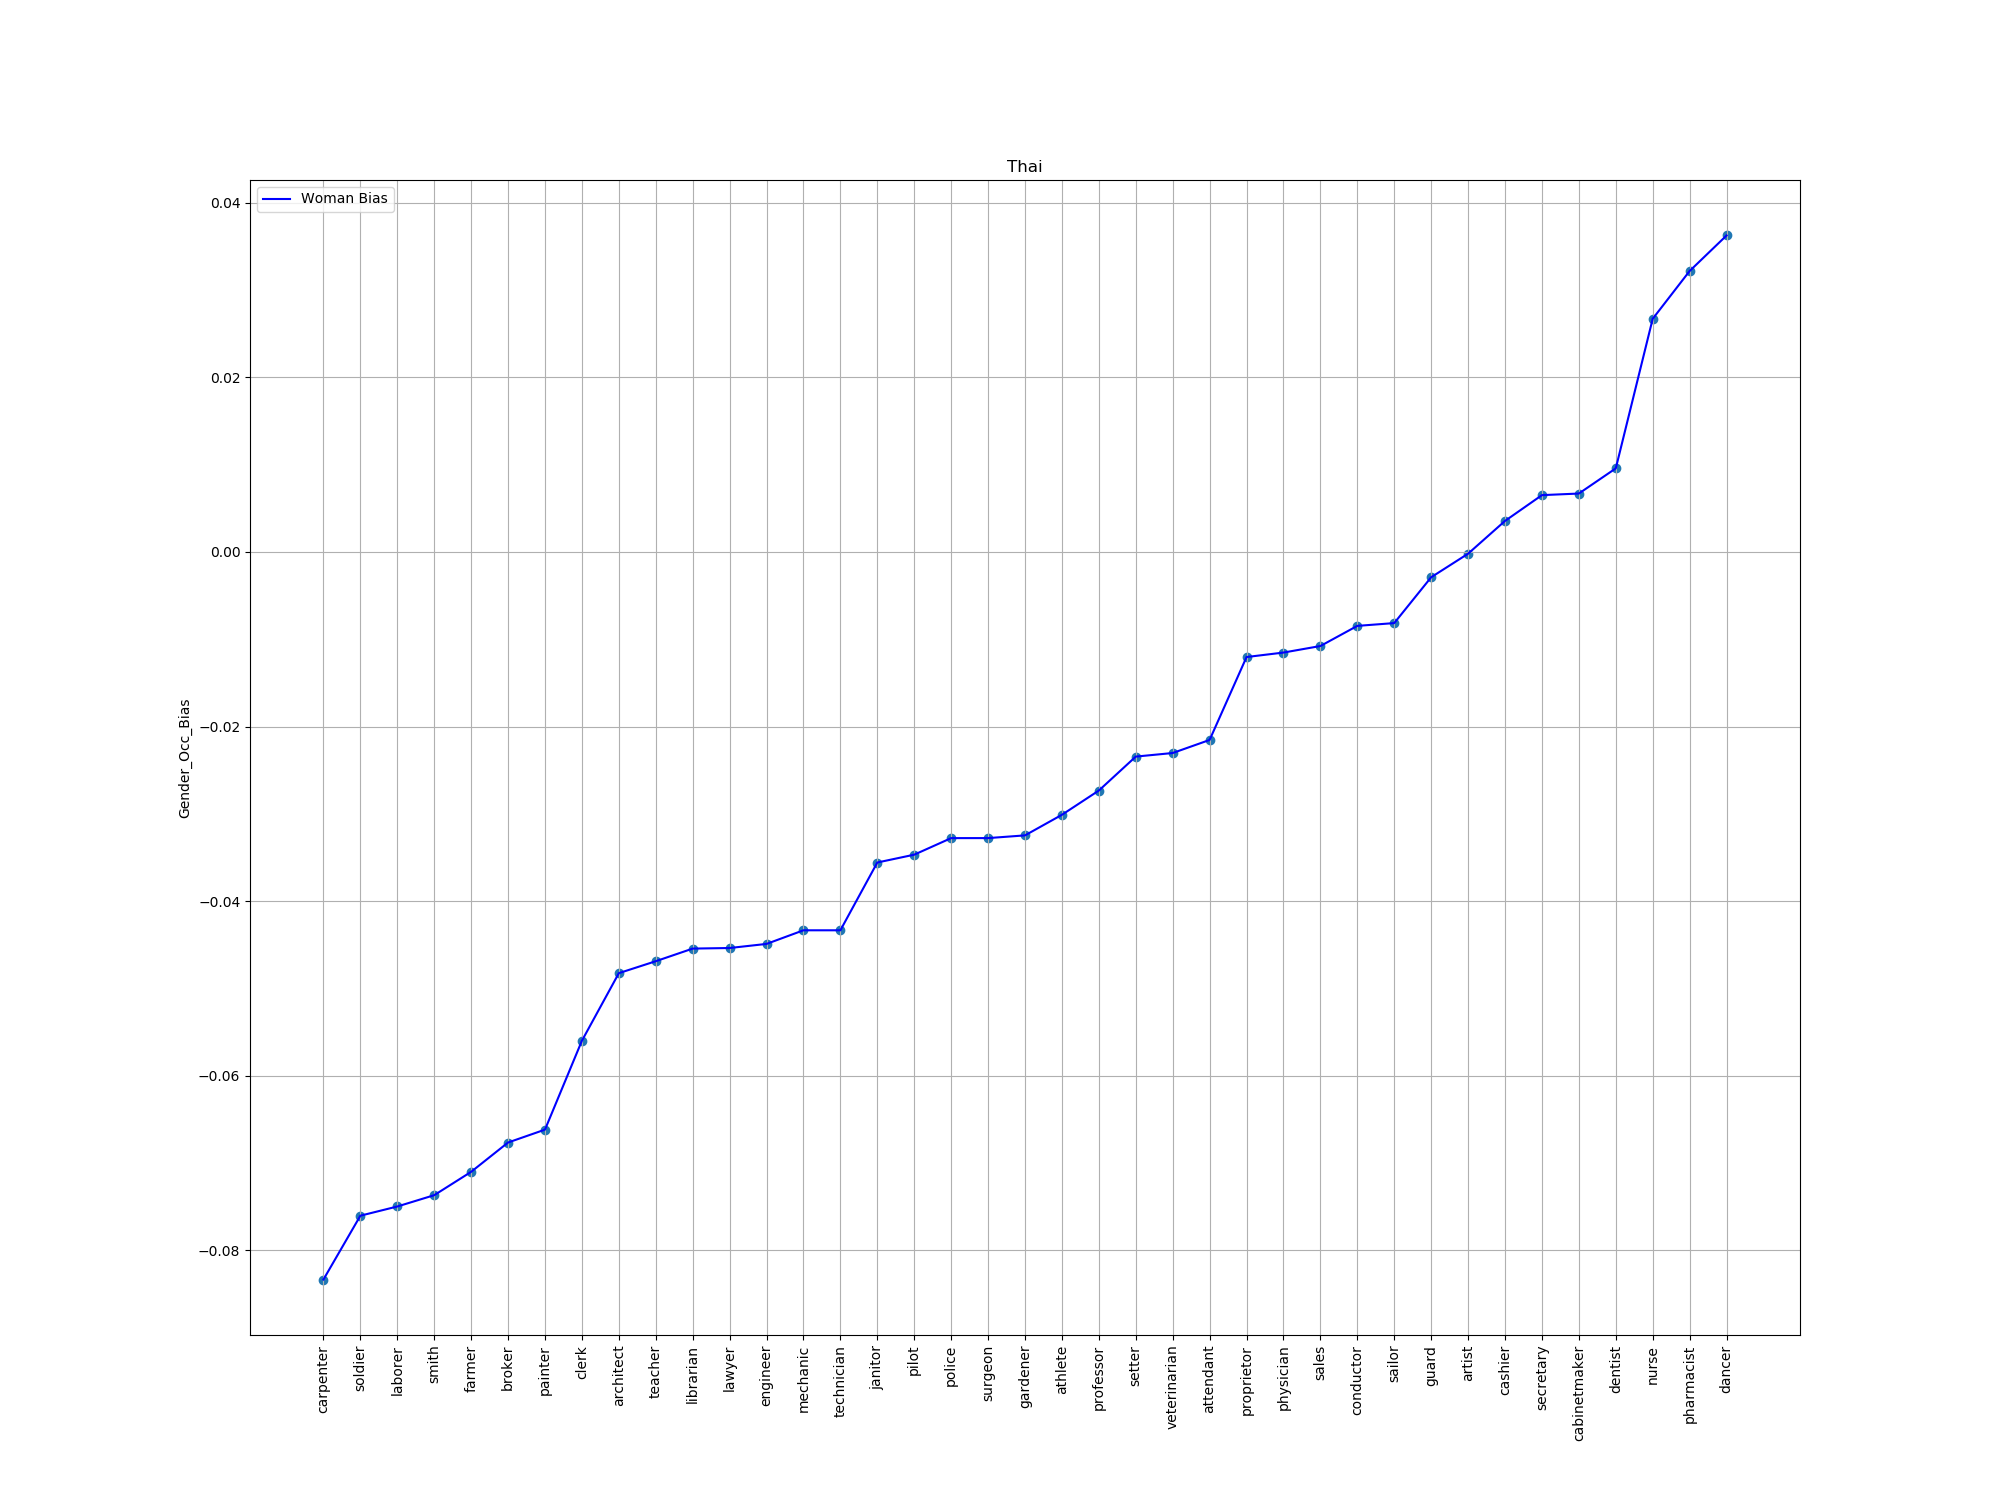 Thai
Woman Bias
0.04
0.02
0.00
−0.02
−0.04
−0.06
−0.08
Gender_Occ_Bias
carpenter
soldier
laborer
smith
farmer
broker
painter
clerk
architect
teacher
librarian
lawyer
engineer
mechanic
technician
janitor
pilot
police
surgeon
gardener
athlete
professor
setter
veterinarian
attendant
proprietor
physician
sales
conductor
sailor
guard
artist
cashier
secretary
cabinetmaker
dentist
nurse
pharmacist
dancer